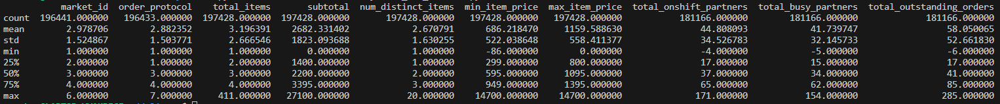 market_id order_protocol total_items subtotal num_distinct_items min_item_price max_item_price total_onshift_partners total_busy_partners total_outstanding_orders
count 196441.000000 196433.000000 197428.000000 197428.000000 197428.000000 197428.000000 197428.000000 181166.000000 181166.000000 181166.000000
mean 2.978706 2.882352 3.196391 2682.331402 2.670791 686.218470 1159.588630 44.808093 41.739747 58.050065
std 1.524867 1.503771 2.666546 1823.093688 1.630255 522.038648 558.411377 34.526783 32.145733 52.661830
min 1.000000 1.000000 1.000000 0.000000 1.000000 -86.000000 0.000000 -4.000000 -5.000000 -6.000000
25% 2.000000 1.000000 2.000000 1400.000000 1.000000 299.000000 800.000000 17.000000 15.000000 17.000000
50% 3.000000 3.000000 3.000000 2200.000000 2.000000 595.000000 1095.000000 37.000000 34.000000 41.000000
75% 4.000000 4.000000 4.000000 3395.000000 3.000000 949.000000 1395.000000 65.000000 62.000000 85.000000
max 6.000000 7.000000 411.000000 27100.000000 20.000000 14700.000000 14700.000000 171.000000 154.000000 285.000000